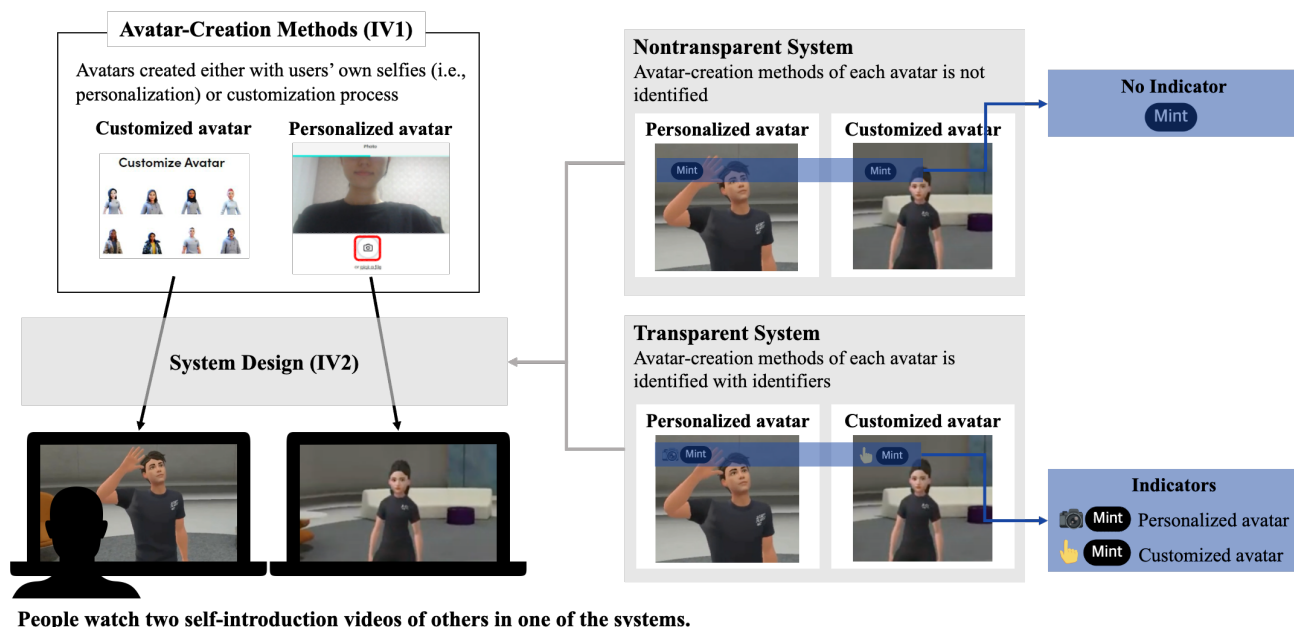 Avatar-Creation Methods (IV1)
Avatars created either with users’ own selfies (i.e.,
personalization) or customization process
Customized avatar
Personalized avatar
Customize Avatar
Photo
System Design (IV2)
Nontransparent System
Avatar-creation methods of each avatar is not
identified
Personalized avatar
Customized avatar
Mint
Mint
No Indicator
Mint
Transparent System
Avatar-creation methods of each avatar is
identified with identifiers
Personalized avatar
Customized avatar
Mint
Mint
Indicators
Mint Personalized avatar
Mint Customized avatar
People watch two self-introduction videos of others in one of the systems.